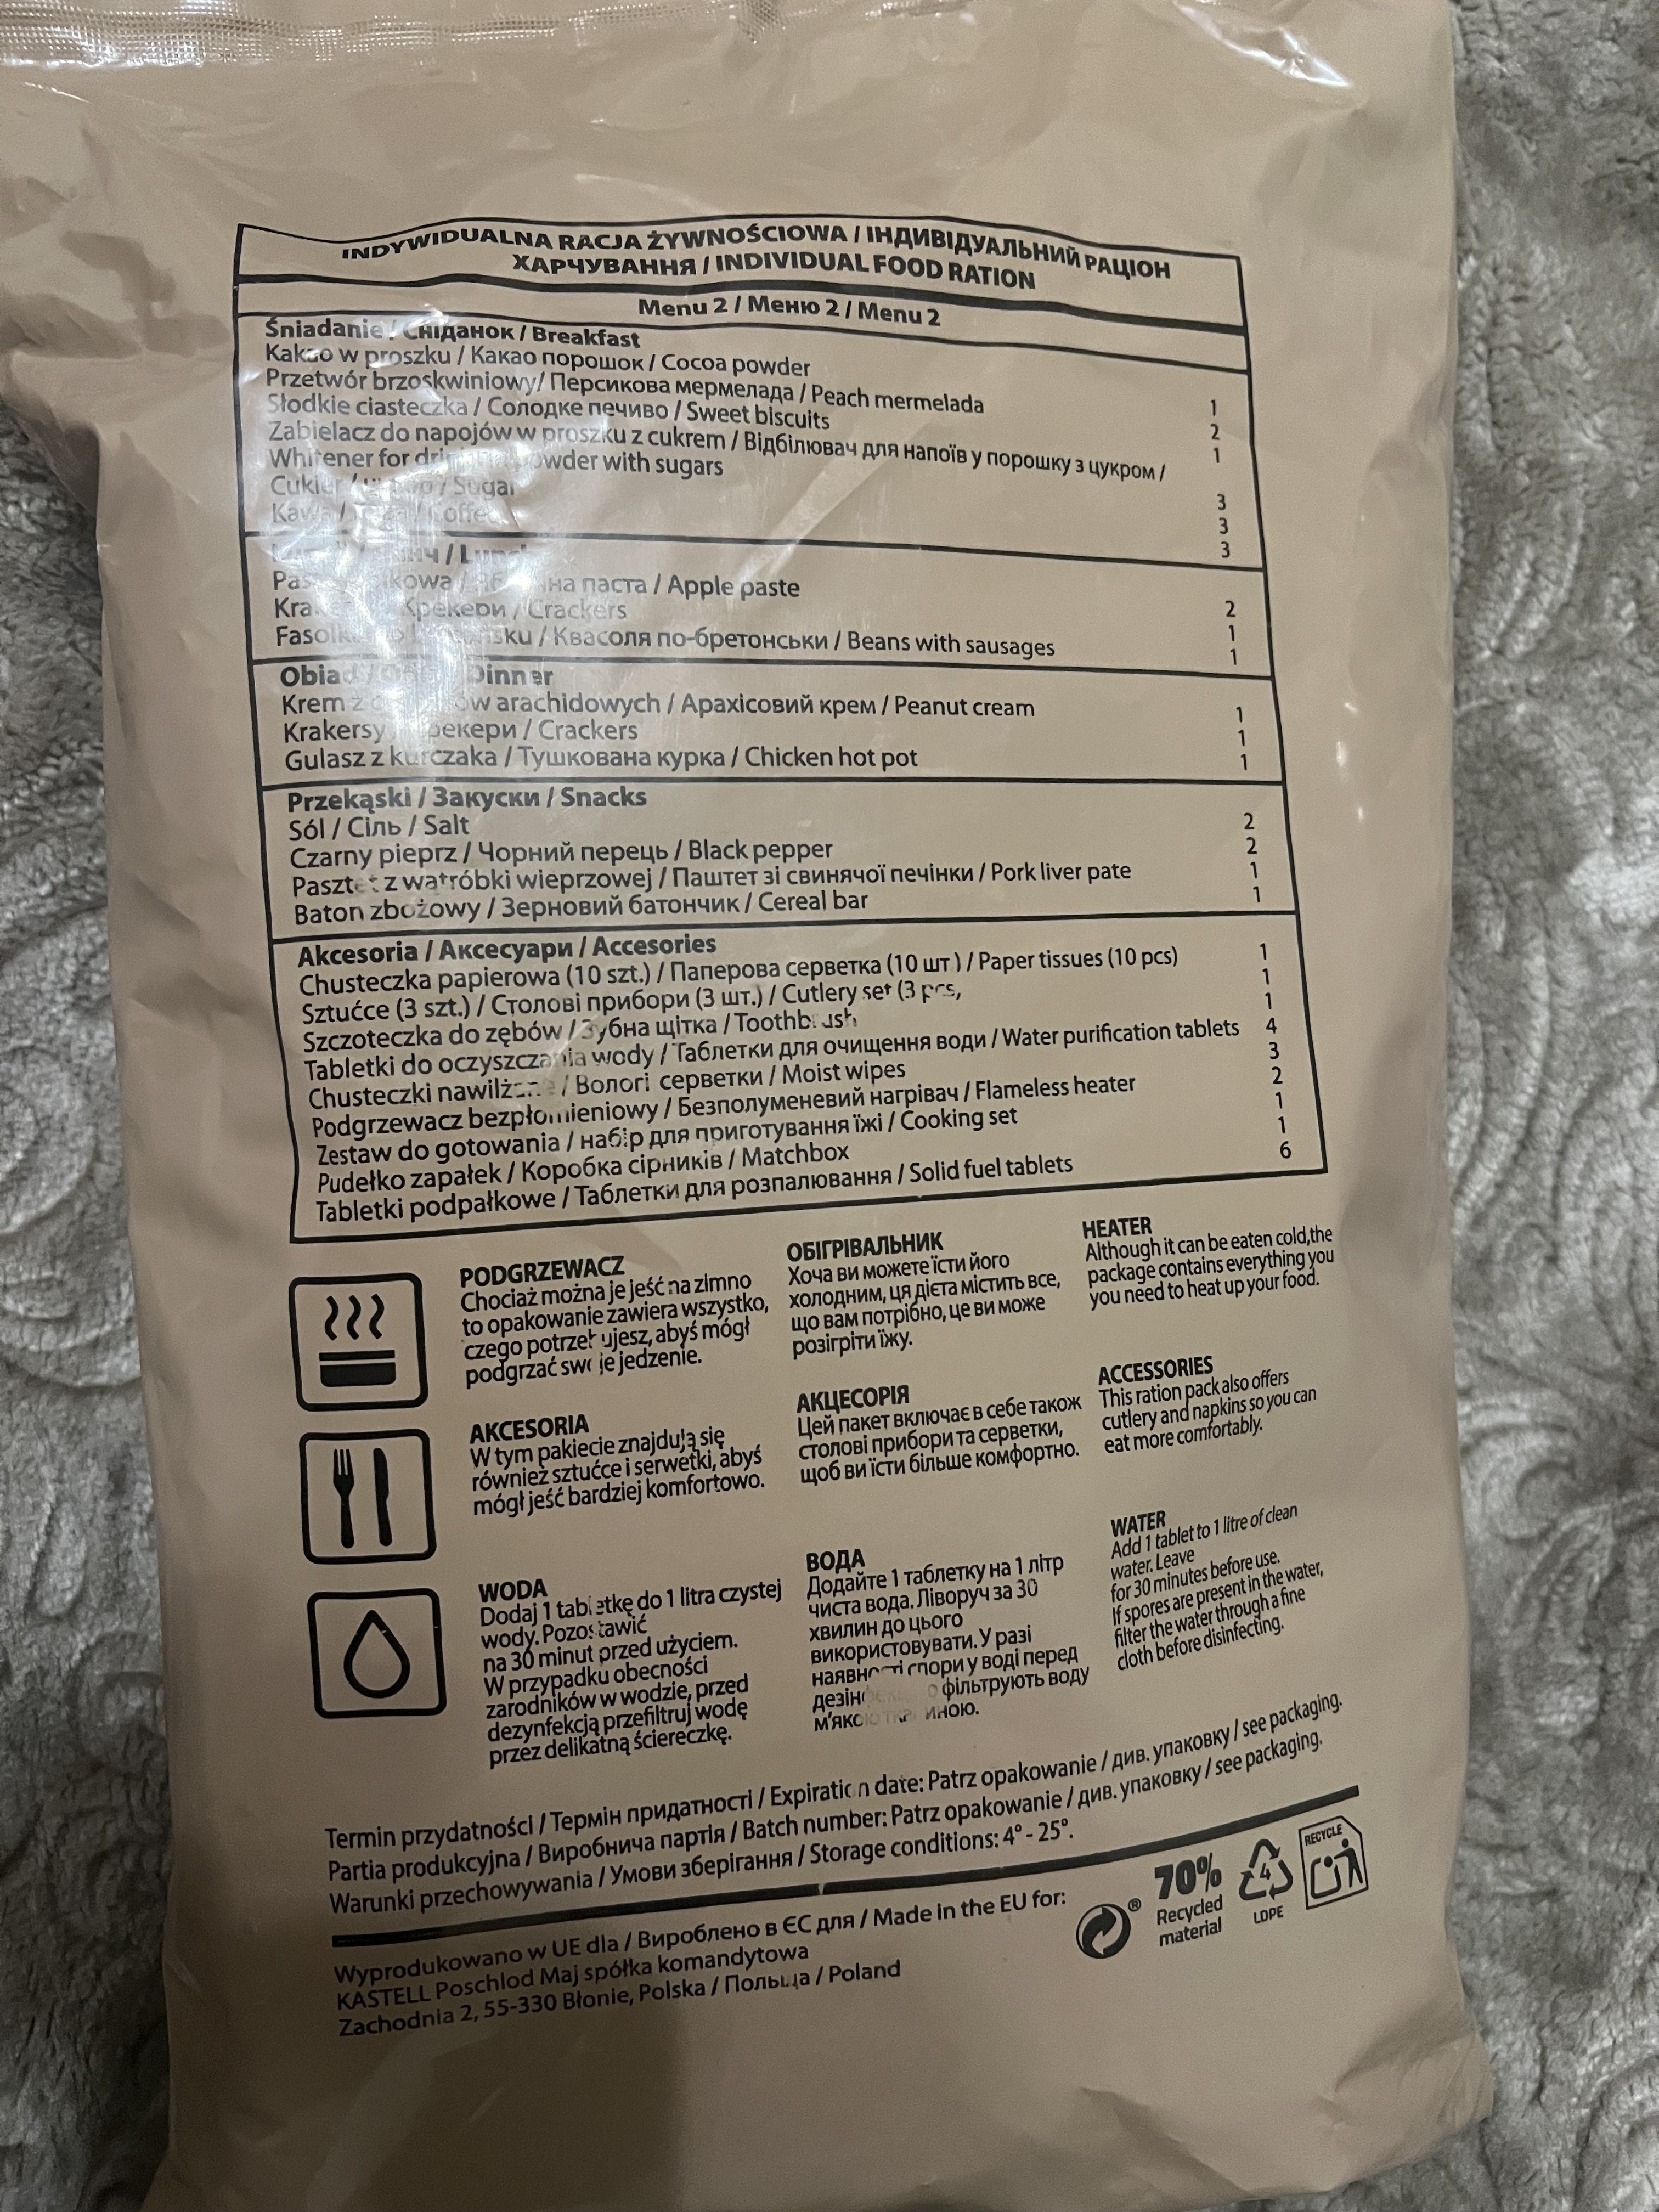 INDYWIDUALNA RACJA ŻYWNOŚCIOWA / ІНДИВІДУАЛЬНИЙ РАЦІОН
ХАРЧУВАННЯ / INDIVIDUAL FOOD RATION
Menu 2 / Меню 2 / Menu 2
Śniadanie / Сніданок / Breakfast
Kakao w proszku / Какао порошок / Cocoa powder 1
Przetwór brzoskwiniowy/ Персикова мермелада / Peach mermelada 2
Słodkie ciasteczka / Солодке печиво / Sweet biscuits 1
Zabielacz do napojów w proszku z cukrem / Відбілювач для напоїв у порошку з цукром /
Whitener for powder with sugars 3
Cukier / Sugar 3
Kawa / Coffee 3
/ Lunch
/ Apple paste 2
Крекери / Crackers 1
/ Квасоля по-бретонськи / Beans with sausages 1
Obiad / Dinner
Krem z arachidowych / Арахісовий крем / Peanut cream 1
Krakersy / Крекери / Crackers 1
Gulasz z kurczaka / Тушкована курка / Chicken hot pot 1
Przekąski / Закуски / Snacks
Sól / Сіль / Salt 2
Czarny pieprz / Чорний перець / Black pepper 2
Pasztet z wątróbki wieprzowej / Паштет зі свинячої печінки / Pork liver pate 1
Baton zbożowy / Зерновий батончик / Cereal bar 1
Akcesoria / Аксесуари / Accesories
Chusteczka papierowa (10 szt.) / Паперова серветка (10 шт.) / Paper tissues (10 pcs) 1
Sztućce (3 szt.) / Столові прибори (3 шт.) / Cutlery set (3 pcs) 1
Szczoteczka do zębów / Зубна щітка / Toothbrush 1
Tabletki do oczyszczania wody / Таблетки для очищення води / Water purification tablets 4
Chusteczki nawilżane / Вологі серветки / Moist wipes 3
Podgrzewacz bezpłomieniowy / Безполуменевий нагрівач / Flameless heater 2
Zestaw do gotowania / набір для приготування їжі / Cooking set 1
Pudełko zapałek / Коробка сірників / Matchbox 1
Tabletki podpałkowe / Таблетки для розпалювання / Solid fuel tablets 6
PODGRZEWACZ
Chociaż można je jeść na zimno
to opakowanie zawiera wszystko,
czego potrzebujesz, abyś mógł
podgrzać swoje jedzenie.
ОБІГРІВАЛЬНИК
Хоча ви можете їсти його
холодним, ця дієта містить все,
що вам потрібно, це ви може
розігріти їжу.
HEATER
Although it can be eaten cold,the
package contains everything you
you need to heat up your food.
AKCESORIA
W tym pakiecie znajdują się
również sztućce i serwetki, abyś
mógł jeść bardziej komfortowo.
АКЦЕСОРІЯ
Цей пакет включає в себе також
столові прибори та серветки,
щоб ви їсти більше комфортно.
ACCESSORIES
This ration pack also offers
cutlery and napkins so you can
eat more comfortably.
WODA
Dodaj 1 tabletkę do 1 litra czystej
wody. Pozostawić
na 30 minut przed użyciem.
W przypadku obecności
zarodników w wodzie, przed
dezynfekcją przefiltruj wodę
przez delikatną ściereczkę.
ВОДА
Додайте 1 таблетку на 1 літр
чиста вода. Ліворуч за 30
хвилин до цього
використовувати. У разі
наявності спори у воді перед
фільтрують воду
WATER
Add 1 tablet to 1 litre of clean
water. Leave
for 30 minutes before use.
If spores are present in the water,
filter the water through a fine
cloth before disinfecting.
Termin przydatności / Термін придатності / Expiration date: Patrz opakowanie / див. упаковку / see packaging.
Partia produkcyjna / Виробнича партія / Batch number: Patrz opakowanie / див. упаковку / see packaging.
Warunki przechowywania / Умови зберігання / Storage conditions: 4° - 25°.
Wyprodukowano w UE dla / Вироблено в ЄС для / Made in the EU for:
KASTELL Poschlod Maj spółka komandytowa
Zachodnia 2, 55-330 Błonie, Polska / Польща / Poland
®
70%
Recycled
material
4
LDPE
RECYCLE